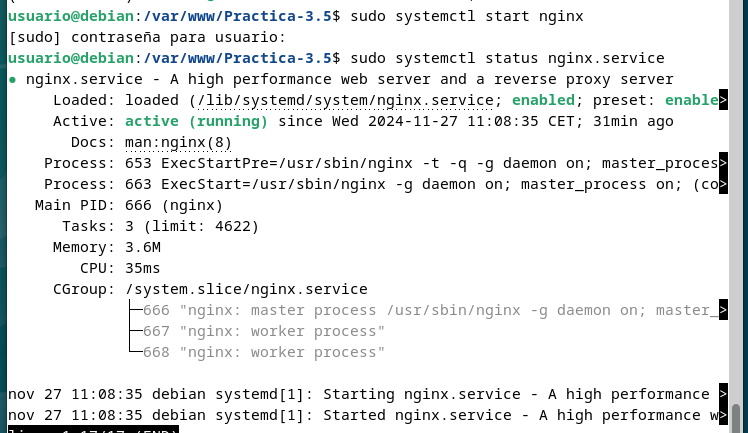 usuario@debian:/var/www/Practica-3.5$ sudo systemctl start nginx
[sudo] contraseña para usuario:
usuario@debian:/var/www/Practica-3.5$ sudo systemctl status nginx.service
● nginx.service - A high performance web server and a reverse proxy server
Loaded: loaded (/lib/systemd/system/nginx.service; enabled; preset: enable>
Active: active (running) since Wed 2024-11-27 11:08:35 CET; 31min ago
Docs: man:nginx(8)
Process: 653 ExecStartPre=/usr/sbin/nginx -t -q -g daemon on; master_proces>
Process: 663 ExecStart=/usr/sbin/nginx -g daemon on; master_process on; (co>
Main PID: 666 (nginx)
Tasks: 3 (limit: 4622)
Memory: 3.6M
CPU: 35ms
CGroup: /system.slice/nginx.service
├─666 "nginx: master process /usr/sbin/nginx -g daemon on; master_>
├─667 "nginx: worker process"
└─668 "nginx: worker process"
nov 27 11:08:35 debian systemd[1]: Starting nginx.service - A high performance >
nov 27 11:08:35 debian systemd[1]: Started nginx.service - A high performance w>